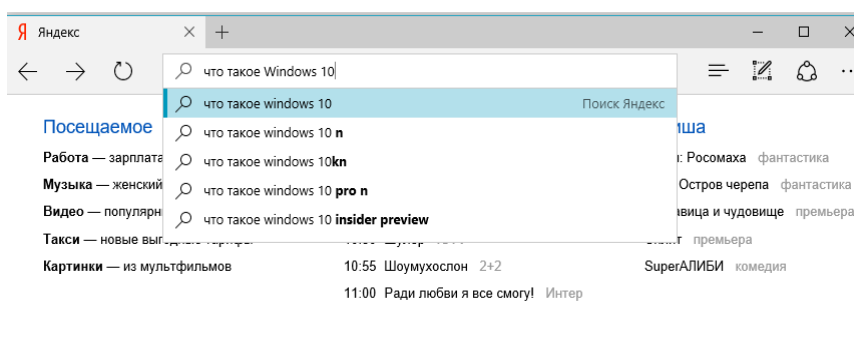 Я Яндекс
что такое Windows 10
что такое windows 10 Поиск Яндекс
что такое windows 10 n
что такое windows 10kn
что такое windows 10 pro n
что такое windows 10 insider preview
Посещаемое
Работа — зарплата
: Росомаха фантастика
Музыка — женский
Остров черепа фантастика
Видео — популярн
авица и чудовище премьера
Такси — новые
премьера
Картинки — из мультфильмов
10:55 Шоумухослон 2+2
SuperАЛИБИ комедия
11:00 Ради любви я все смогу! Интер